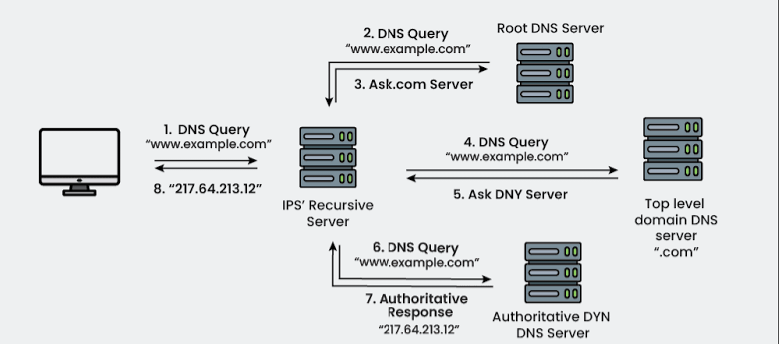 2. DNS Query
“www.example.com”
Root DNS Server
3. Ask.com Server
1. DNS Query
“www.example.com”
8. “217.64.213.12”
IPS’ Recursive
Server
4. DNS Query
“www.example.com”
5. Ask DNY Server
Top level
domain DNS
server
“.com”
6. DNS Query
“www.example.com”
7. Authoritative
Response
“217.64.213.12”
Authoritative DYN
DNS Server